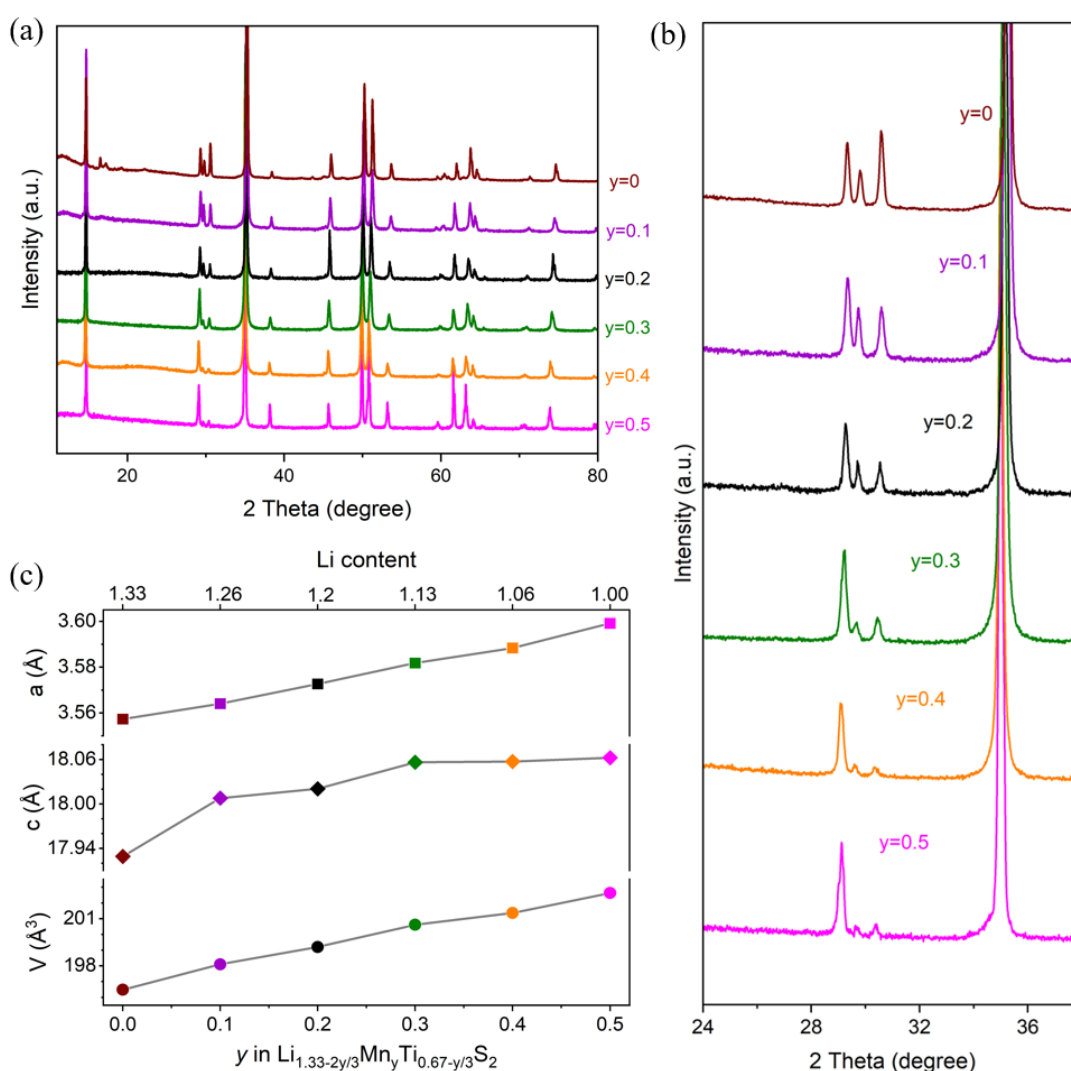 (a)
Intensity (a.u.)
y=0
y=0.1
y=0.2
y=0.3
y=0.4
y=0.5
20 40 60 80
2 Theta (degree)
(b)
Intensity (a.u.)
y=0
y=0.1
y=0.2
y=0.3
y=0.4
y=0.5
24 28 32 36
2 Theta (degree)
(c)
Li content
1.33 1.26 1.2 1.13 1.06 1.00
a (Å)
3.60
3.58
3.56
c (Å)
18.06
18.00
17.94
V (Å³)
201
198
0.0 0.1 0.2 0.3 0.4 0.5
y in Li₁.₃₃₋₂y/₃MnyTi₀.₆₇₋y/₃S₂